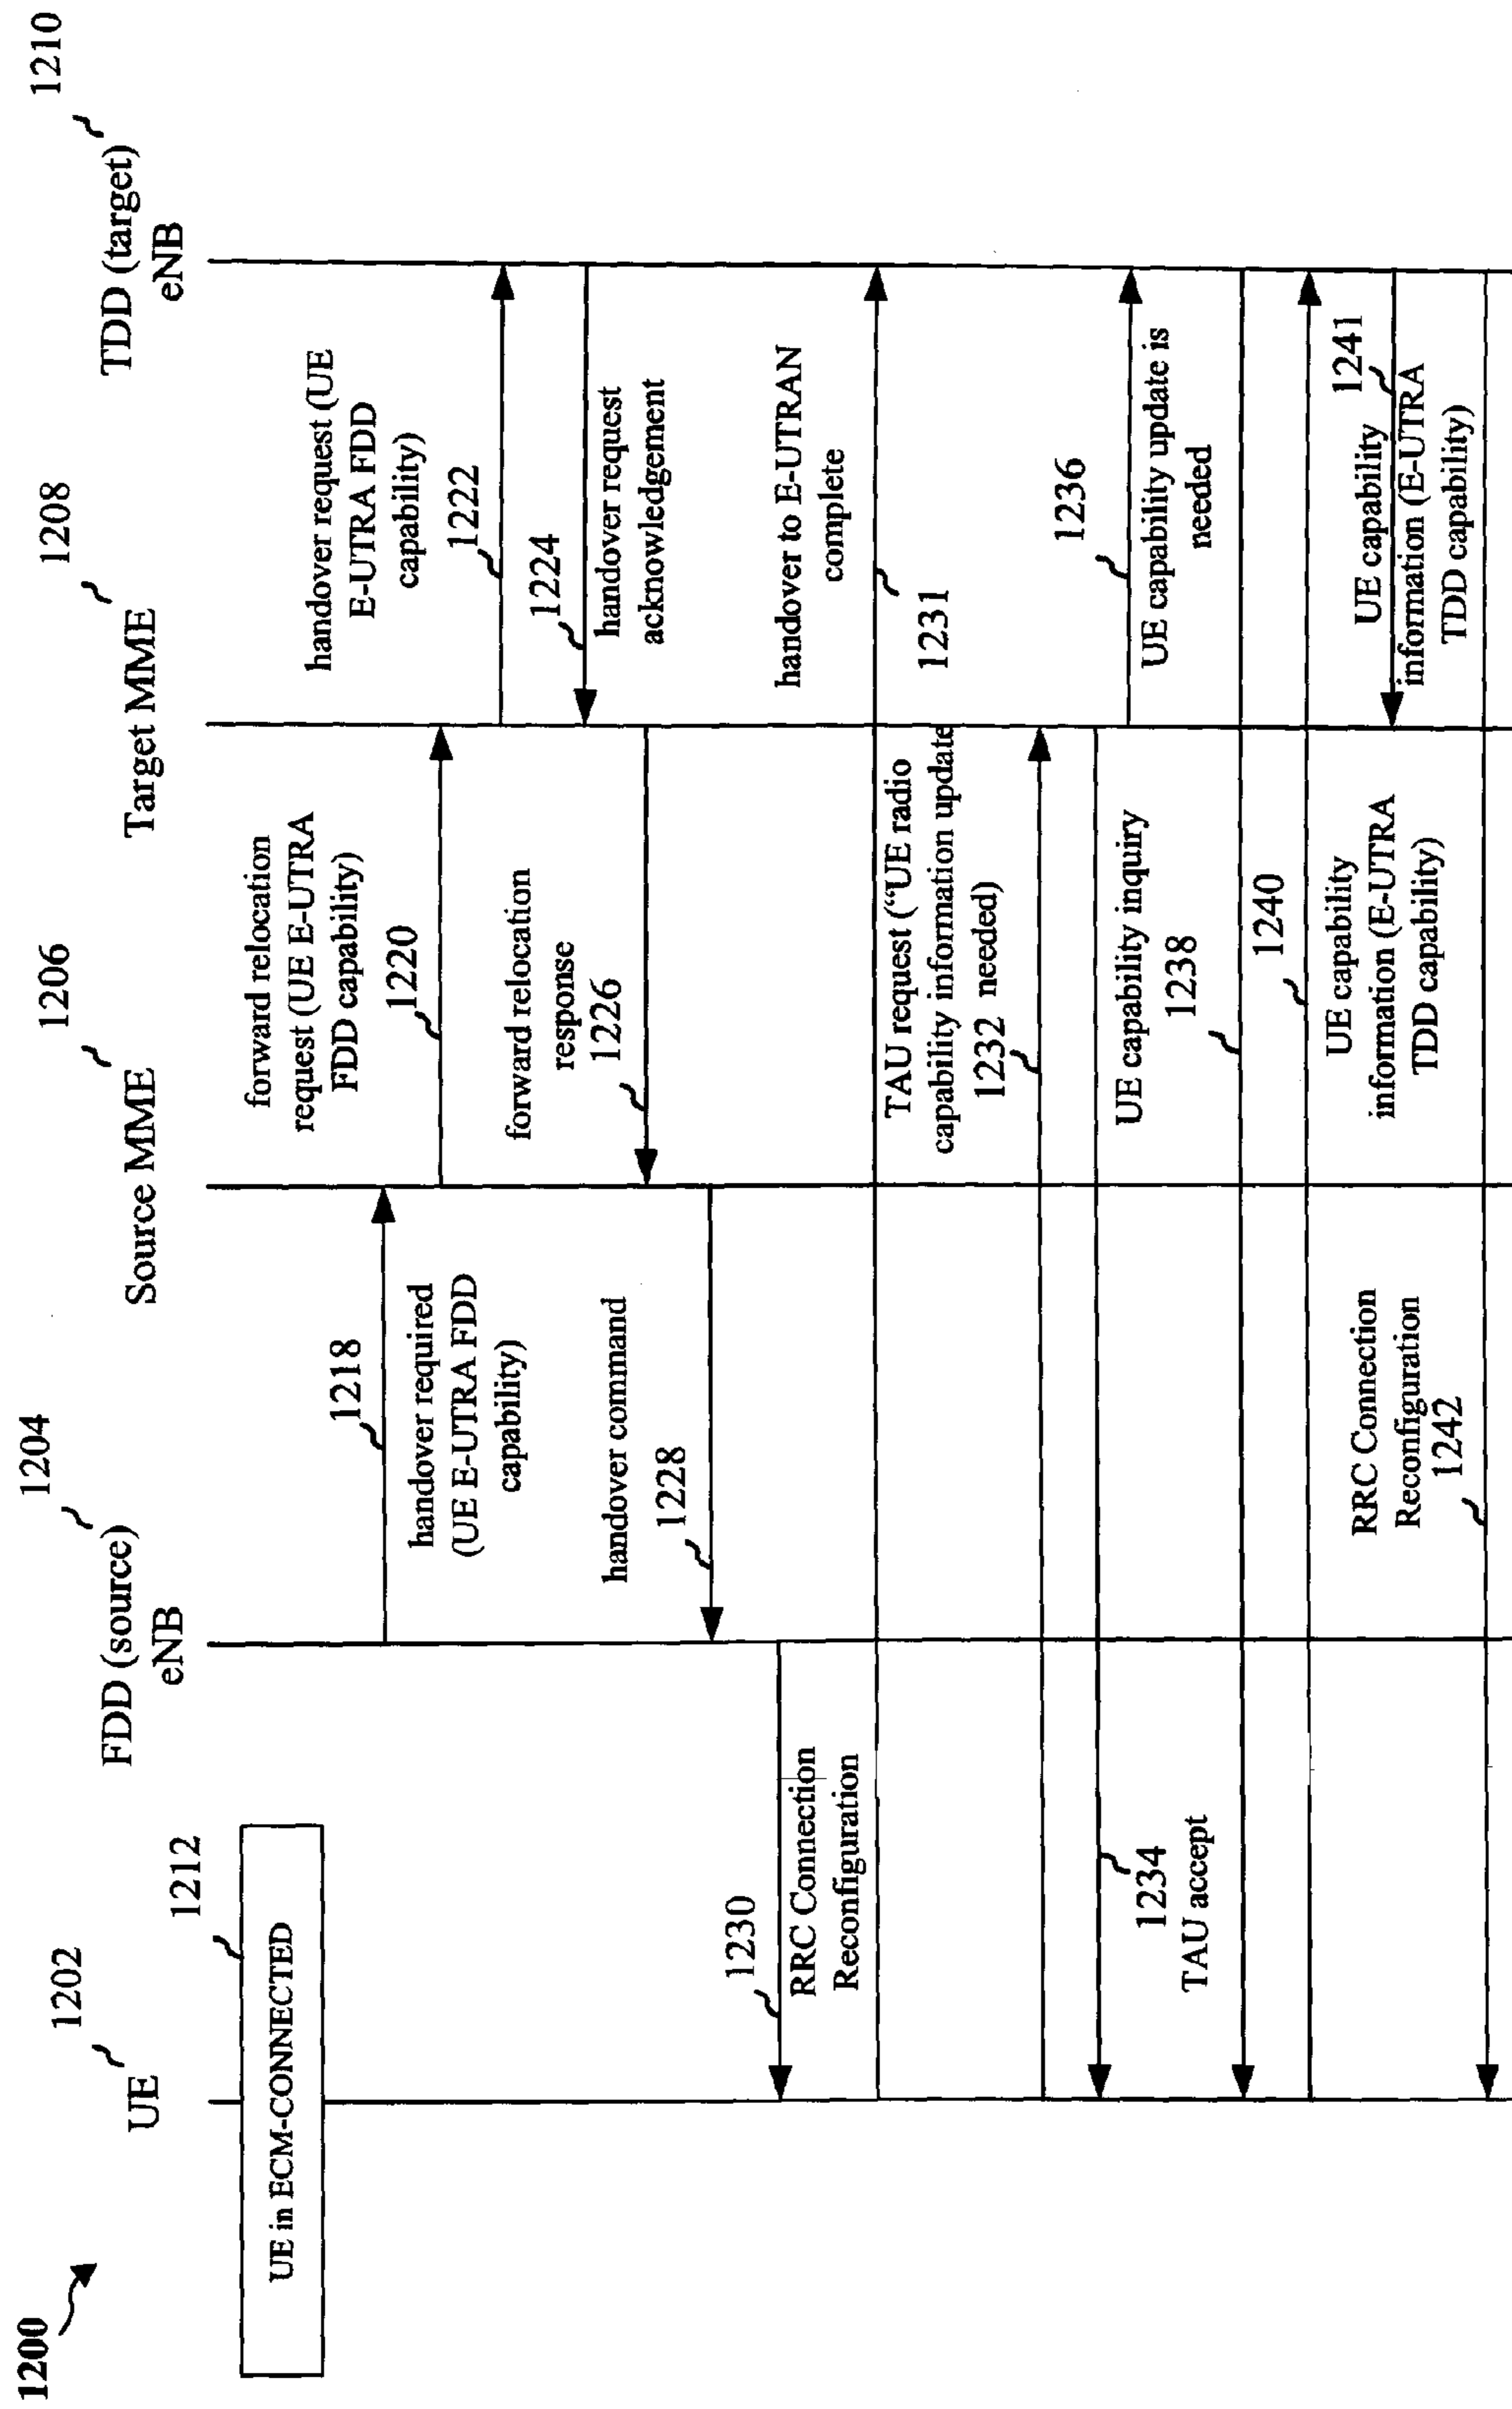 1200
UE
1202
FDD (source)
eNB
1204
Source MME
1206
Target MME
1208
TDD (target)
eNB
1210
UE in ECM-CONNECTED
1212
1218
handover required
(UE E-UTRA FDD
capability)
forward relocation
request (UE E-UTRA
FDD capability)
1220
handover request (UE
E-UTRA FDD
capability)
1222
1224
handover request
acknowledgement
forward relocation
response
1226
handover command
1228
1230
RRC Connection
Reconfiguration
handover to E-UTRAN
complete
1231
TAU request ("UE radio
capability information update
1232 needed)
1234
TAU accept
1236
UE capability update is
needed
UE capability inquiry
1238
1240
UE capability
information (E-UTRA
TDD capability)
1241
UE capability
information (E-UTRA
TDD capability)
RRC Connection
Reconfiguration
1242